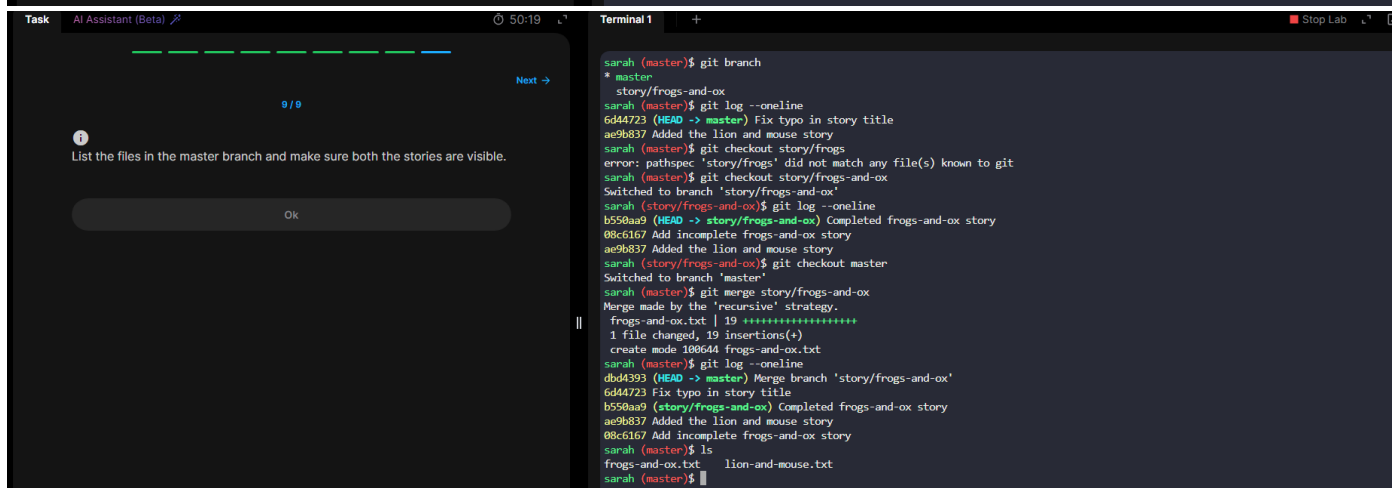 Task AI Assistant (Beta) 50:19
Next →
9 / 9
List the files in the master branch and make sure both the stories are visible.
Ok
Terminal 1 +
Stop Lab
sarah (master)$ git branch
* master
  story/frogs-and-ox
sarah (master)$ git log --oneline
6d44723 (HEAD -> master) Fix typo in story title
ae9b837 Added the lion and mouse story
sarah (master)$ git checkout story/frogs
error: pathspec 'story/frogs' did not match any file(s) known to git
sarah (master)$ git checkout story/frogs-and-ox
Switched to branch 'story/frogs-and-ox'
sarah (story/frogs-and-ox)$ git log --oneline
b550aa9 (HEAD -> story/frogs-and-ox) Completed frogs-and-ox story
08c6167 Add incomplete frogs-and-ox story
ae9b837 Added the lion and mouse story
sarah (story/frogs-and-ox)$ git checkout master
Switched to branch 'master'
sarah (master)$ git merge story/frogs-and-ox
Merge made by the 'recursive' strategy.
 frogs-and-ox.txt | 19 +++++++++++++++++++
 1 file changed, 19 insertions(+)
 create mode 100644 frogs-and-ox.txt
sarah (master)$ git log --oneline
dbd4393 (HEAD -> master) Merge branch 'story/frogs-and-ox'
6d44723 Fix typo in story title
b550aa9 (story/frogs-and-ox) Completed frogs-and-ox story
ae9b837 Added the lion and mouse story
08c6167 Add incomplete frogs-and-ox story
sarah (master)$ ls
frogs-and-ox.txt    lion-and-mouse.txt
sarah (master)$